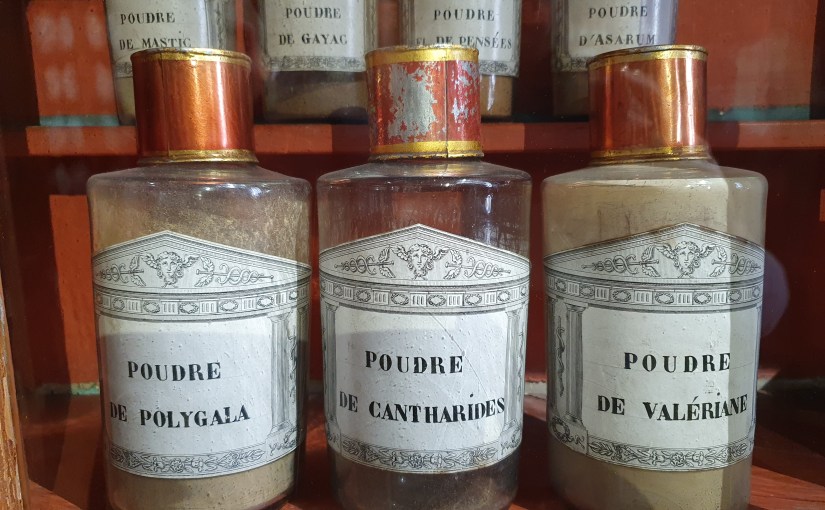 POUDRE
DE MASTIC
POUDRE
DE GAYAC
POUDRE
DE PENSÉES
POUDRE
D'ASARUM
POUDRE
DE POLYGALA
POUDRE
DE CANTHARIDES
POUDRE
DE VALÉRIANE